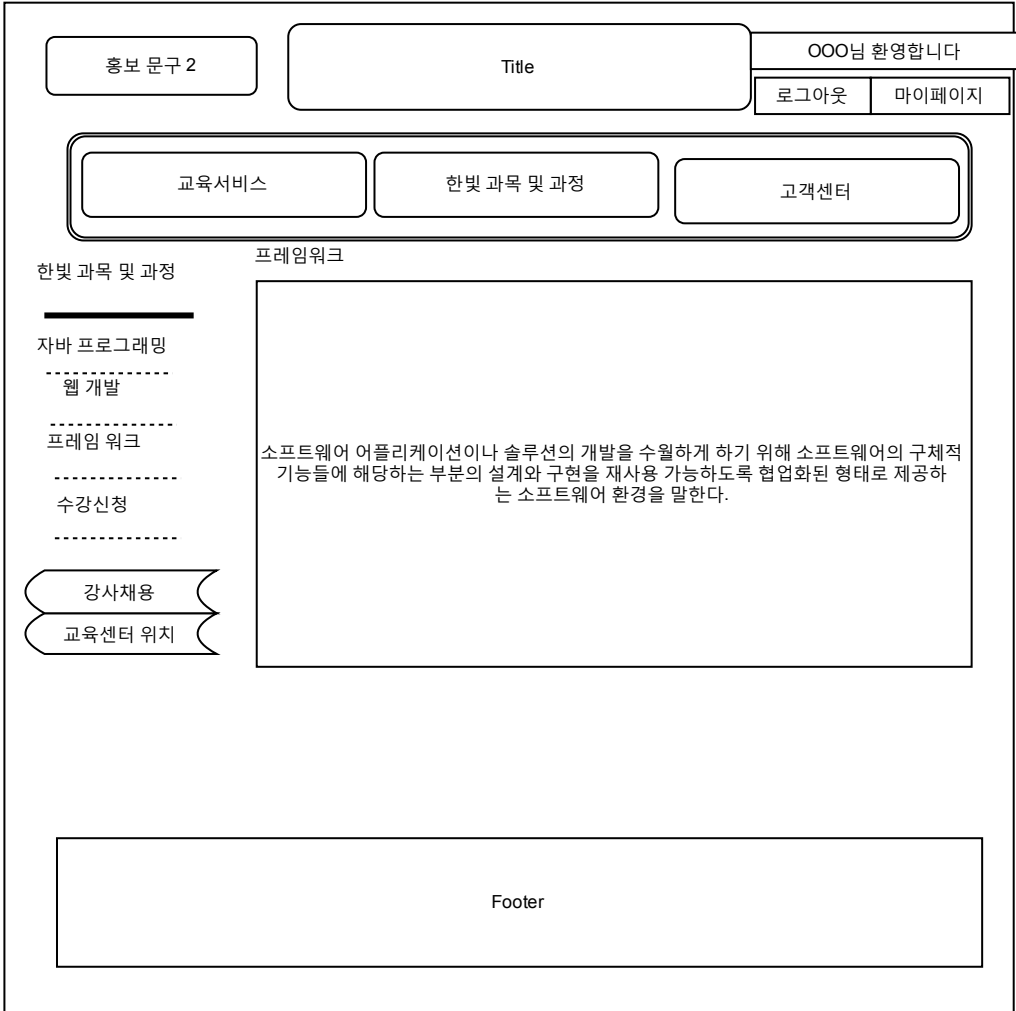 홍보 문구 2
Title
OOO님 환영합니다
로그아웃
마이페이지
교육서비스
한빛 과목 및 과정
고객센터
한빛 과목 및 과정
프레임워크
자바 프로그래밍
웹 개발
프레임 워크
수강신청
강사채용
교육센터 위치
소프트웨어 어플리케이션이나 솔루션의 개발을 수월하게 하기 위해 소프트웨어의 구체적
기능들에 해당하는 부분의 설계와 구현을 재사용 가능하도록 협업화된 형태로 제공하
는 소프트웨어 환경을 말한다.
Footer